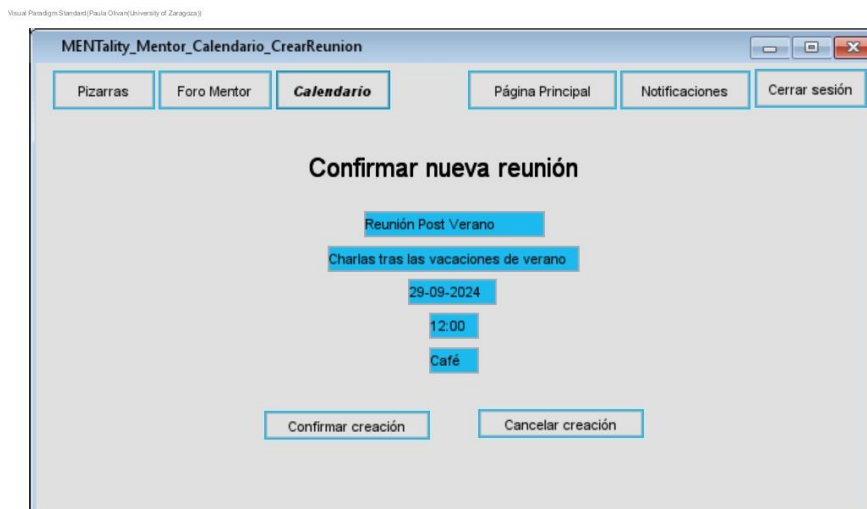 Visual Paradigm Standard(Paula Olivan(University of Zaragoza))
MENTality_Mentor_Calendario_CrearReunion
Pizarras Foro Mentor Calendario Página Principal Notificaciones Cerrar sesión
Confirmar nueva reunión
Reunión Post Verano
Charlas tras las vacaciones de verano
29-09-2024
12:00
Café
Confirmar creación Cancelar creación